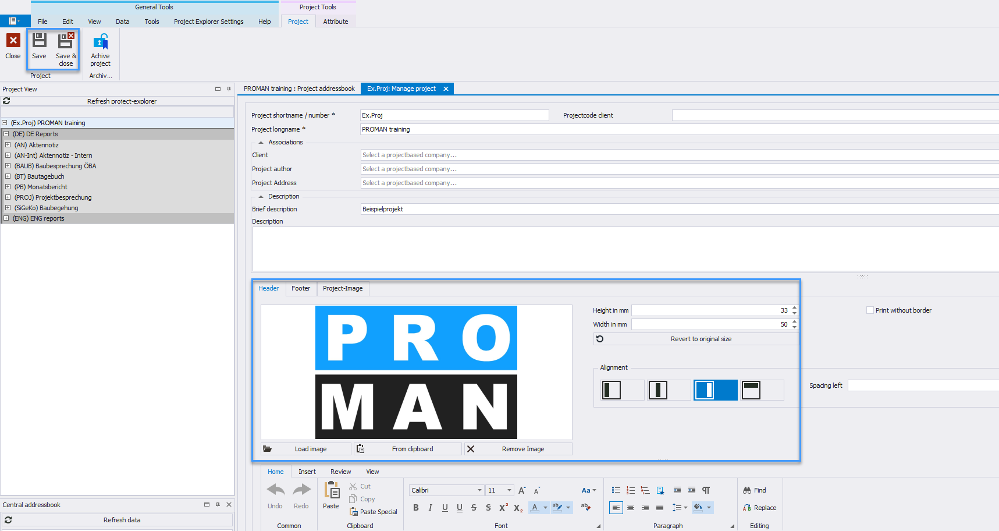 General Tools
Project Tools
File Edit View Data Tools Project Explorer Settings Help Project Attribute
Close Save Save & close Achive project
Project Archiv...
Project View
Refresh project-explorer
(Ex.Proj) PROMAN training
(DE) DE Reports
(AN) Aktennotiz
(AN-Int) Aktennotiz - Intern
(BAUB) Baubesprechung ÖBA
(BT) Bautagebuch
(PB) Monatsbericht
(PROJ) Projektbesprechung
(SiGeKo) Baubegehung
(ENG) ENG reports
Central addressbook
Refresh data
PROMAN training : Project addressbook Ex.Proj: Manage project
Project shortname / number * Ex.Proj Projectcode client
Project longname * PROMAN training
Associations
Client Select a projectbased company...
Project author Select a projectbased company...
Project Address Select a projectbased company...
Description
Brief description Beispielprojekt
Description
Header Footer Project-Image
PRO
MAN
Height in mm 33 Print without border
Width in mm 50
Revert to original size
Alignment
Spacing left
Load image From clipboard Remove Image
Home Insert Review View
Undo Redo Paste Cut
Copy
Paste Special
Calibri 11 A A Aa
B I U U S S X² X₂ A ab ab
Find
Replace
Common Clipboard Font Paragraph Editing